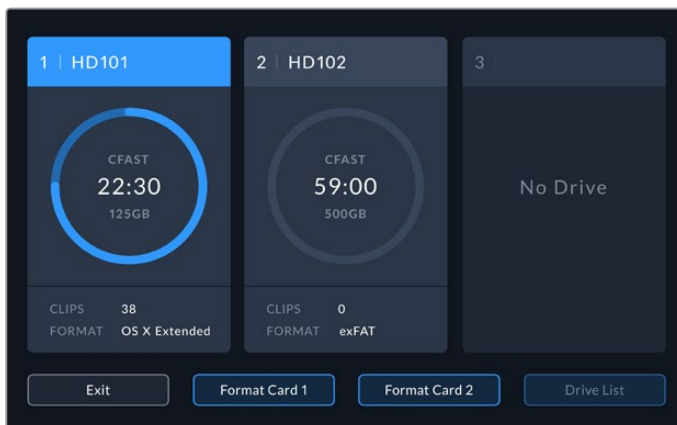 1 | HD101
2 | HD102
3
CFAST
22:30
125GB
CFAST
59:00
500GB
No Drive
CLIPS 38
FORMAT OS X Extended
CLIPS 0
FORMAT exFAT
Exit
Format Card 1
Format Card 2
Drive List